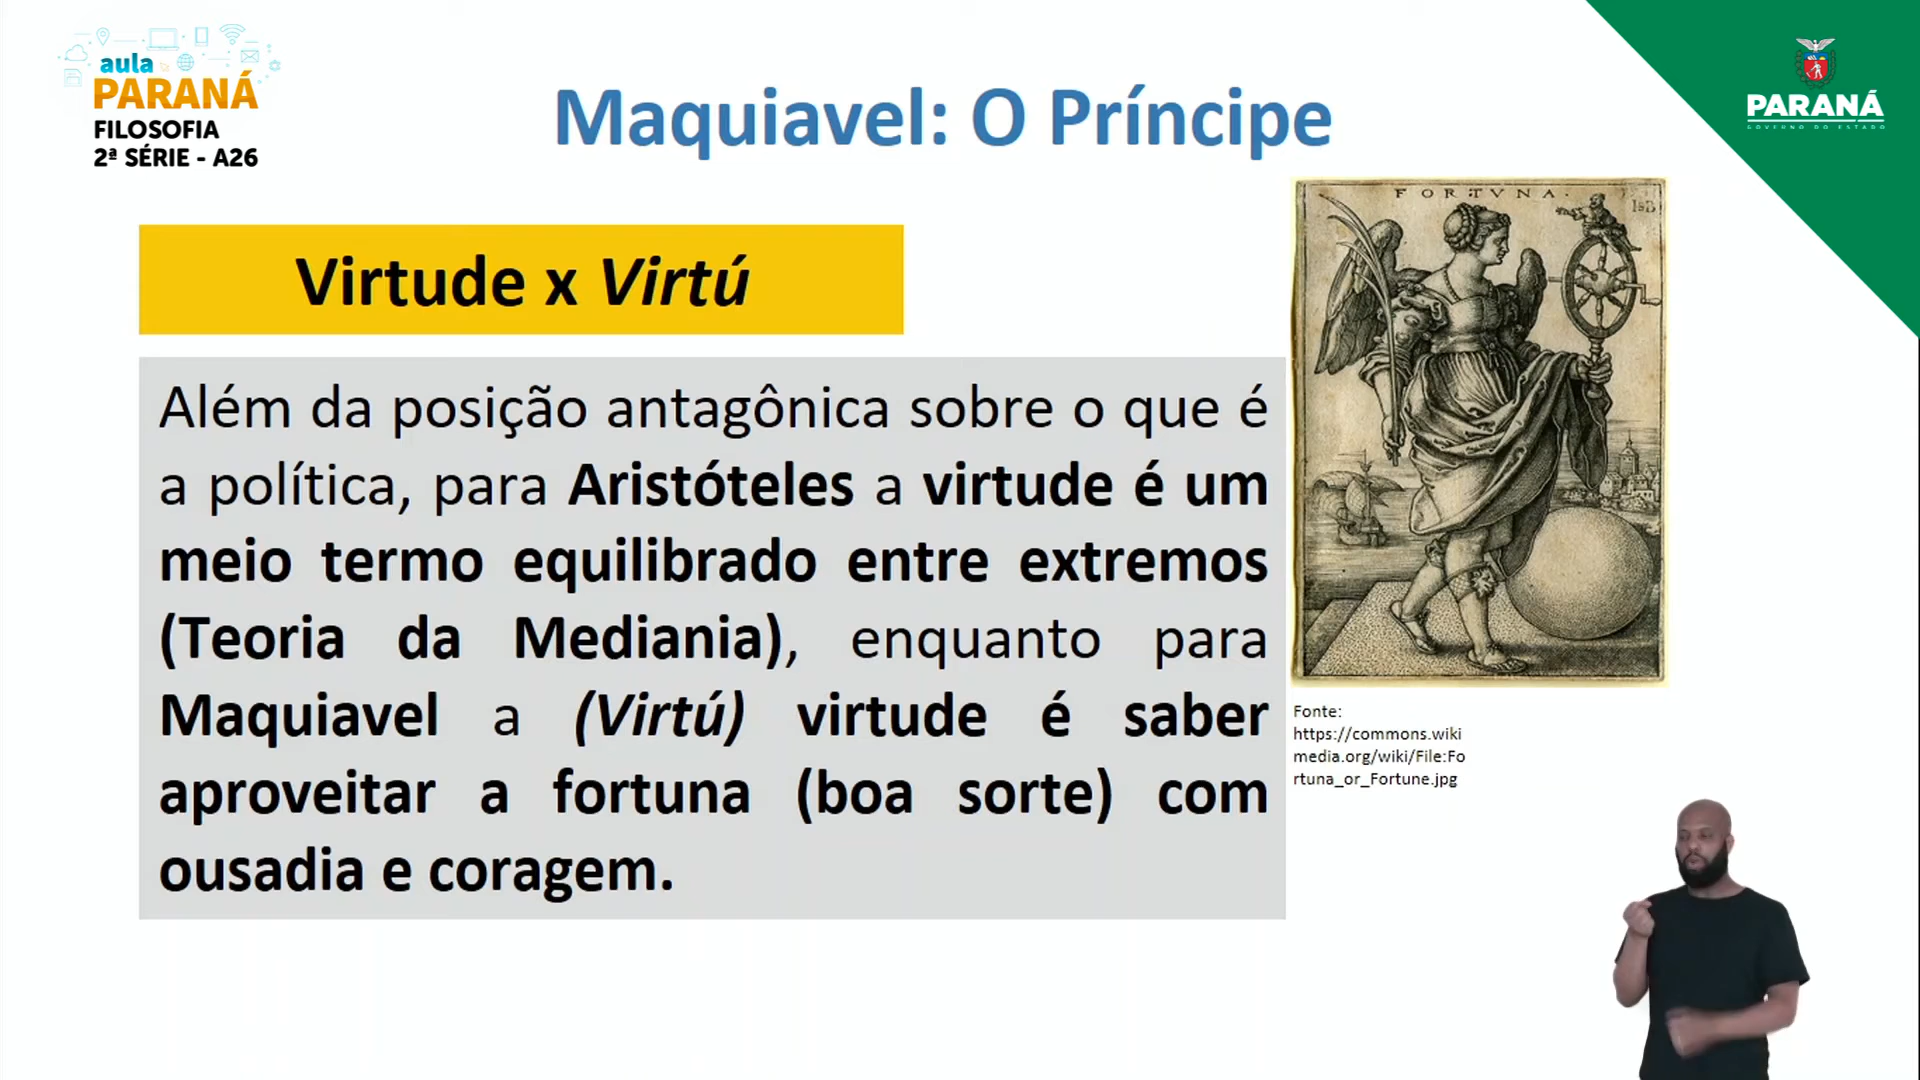 aula
PARANÁ
FILOSOFIA
2ª SÉRIE - A26
Maquiavel: O Príncipe
PARANÁ
GOVERNO DO ESTADO
Virtude x Virtú
Além da posição antagônica sobre o que é
a política, para Aristóteles a virtude é um
meio termo equilibrado entre extremos
(Teoria da Mediania), enquanto para
Maquiavel a (Virtú) virtude é saber
aproveitar a fortuna (boa sorte) com
ousadia e coragem.
FORTVNA
ISB
Fonte:
https://commons.wiki
media.org/wiki/File:Fo
rtuna_or_Fortune.jpg